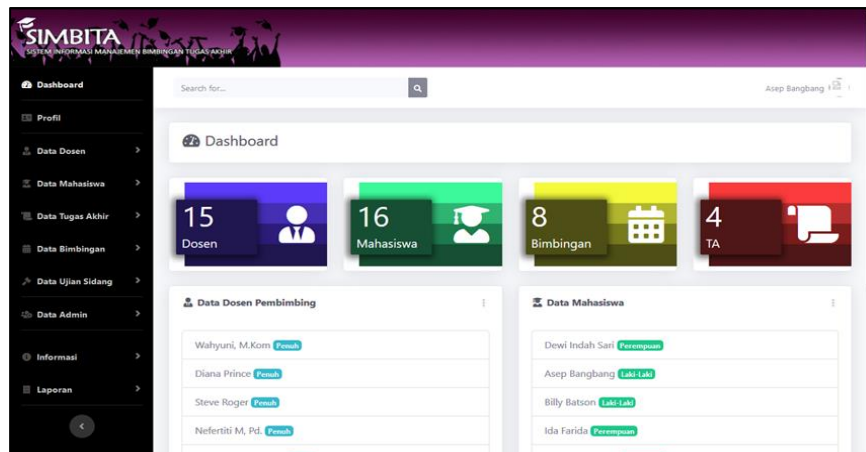 SIMBITA
SISTEM INFORMASI MANAJEMEN BIMBINGAN TUGAS AKHIR
Dashboard
Profil
Data Dosen
Data Mahasiswa
Data Tugas Akhir
Data Bimbingan
Data Ujian Sidang
Data Admin
Informasi
Laporan
Search for...
Asep Bangbang
Dashboard
15
Dosen
16
Mahasiswa
8
Bimbingan
4
TA
Data Dosen Pembimbing
Wahyuni, M.Kom Penuh
Diana Prince Penuh
Steve Roger Penuh
Nefertiti M, Pd. Penuh
Data Mahasiswa
Dewi Indah Sari Perempuan
Asep Bangbang Laki-Laki
Billy Batson Laki-Laki
Ida Farida Perempuan